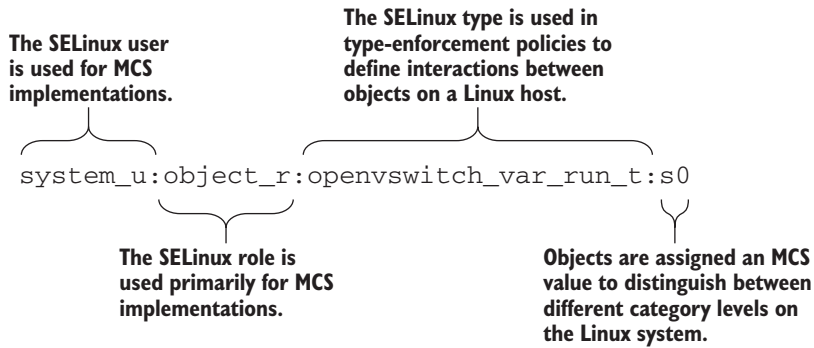 The SELinux user
is used for MCS
implementations.
The SELinux type is used in
type-enforcement policies to
define interactions between
objects on a Linux host.
system_u:object_r:openvswitch_var_run_t:s0
The SELinux role is
used primarily for MCS
implementations.
Objects are assigned an MCS
value to distinguish between
different category levels on
the Linux system.